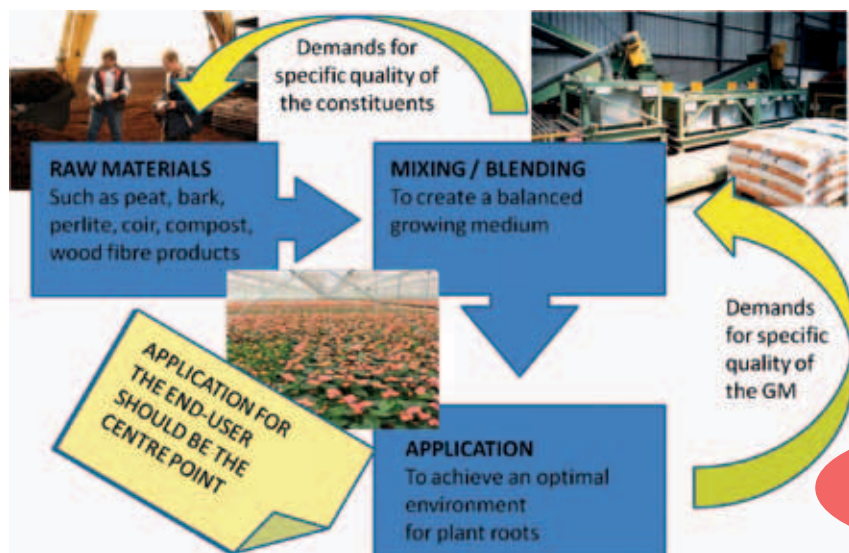 Demands for
specific quality of
the constituents
RAW MATERIALS
Such as peat, bark,
perlite, coir, compost,
wood fibre products
MIXING / BLENDING
To create a balanced
growing medium
Demands
for specific
quality of
the GM
APPLICATION FOR
THE END-USER
SHOULD BE THE
CENTRE POINT
APPLICATION
To achieve an optimal
environment
for plant roots